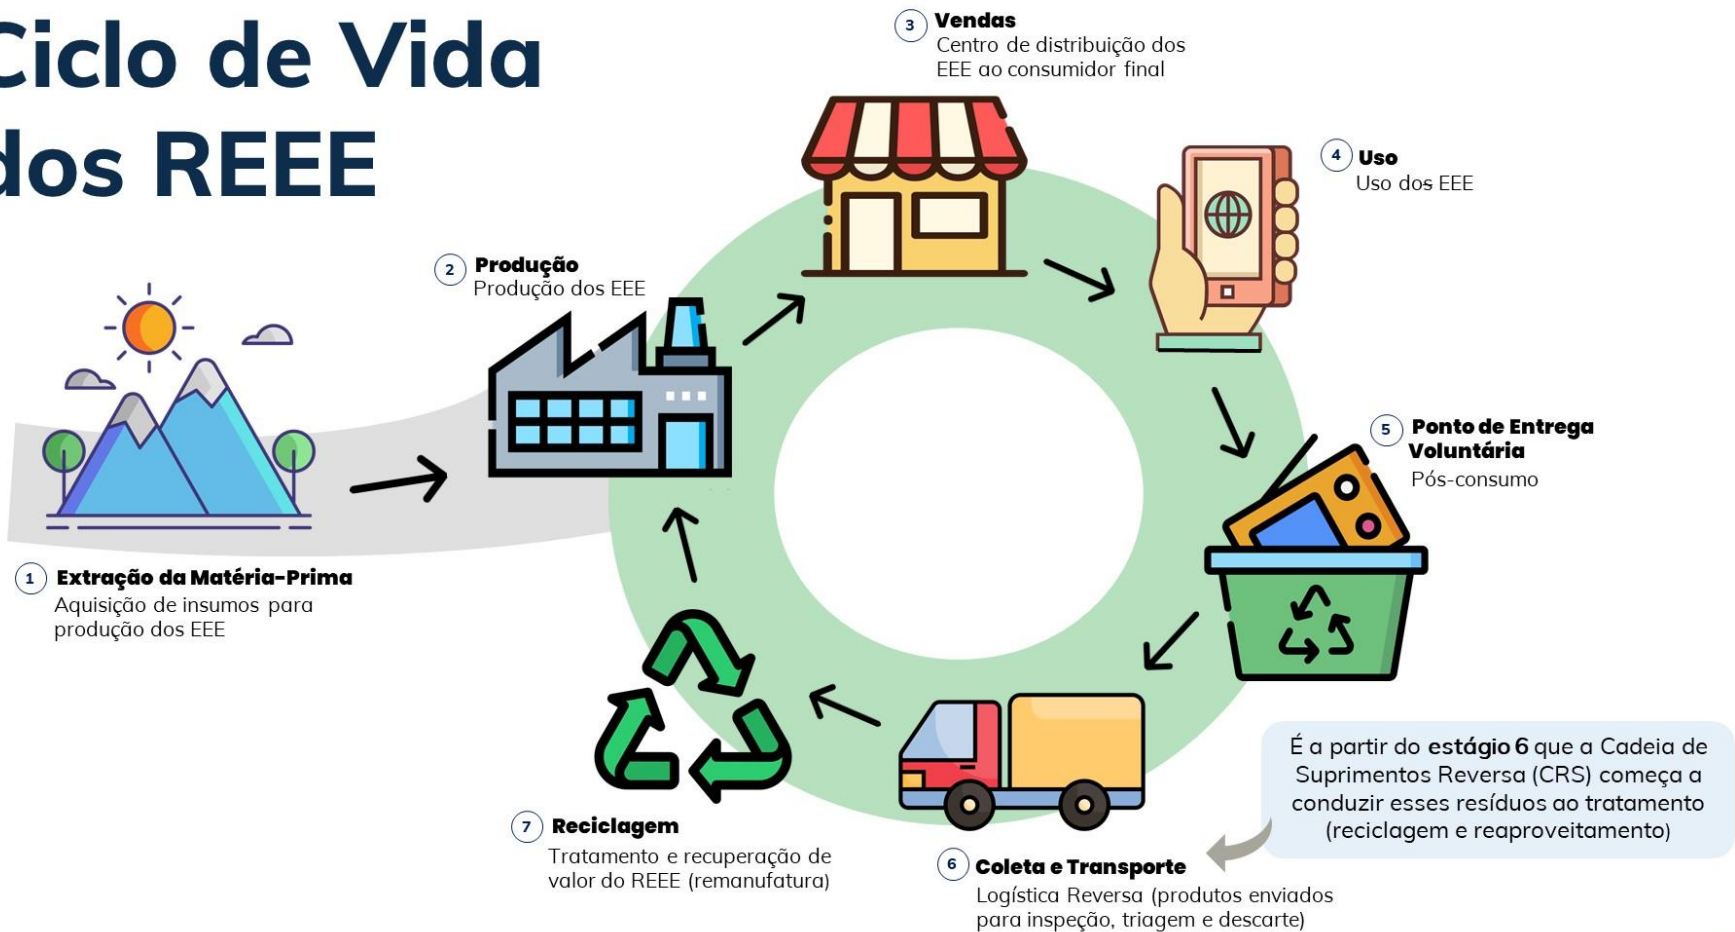 Ciclo de Vida
dos REEE
1 Extração da Matéria-Prima
Aquisição de insumos para
produção dos EEE
2 Produção
Produção dos EEE
3 Vendas
Centro de distribuição dos
EEE ao consumidor final
4 Uso
Uso dos EEE
5 Ponto de Entrega
Voluntária
Pós-consumo
É a partir do estágio 6 que a Cadeia de
Suprimentos Reversa (CRS) começa a
conduzir esses resíduos ao tratamento
(reciclagem e reaproveitamento)
6 Coleta e Transporte
Logística Reversa (produtos enviados
para inspeção, triagem e descarte)
7 Reciclagem
Tratamento e recuperação de
valor do REEE (remanufatura)